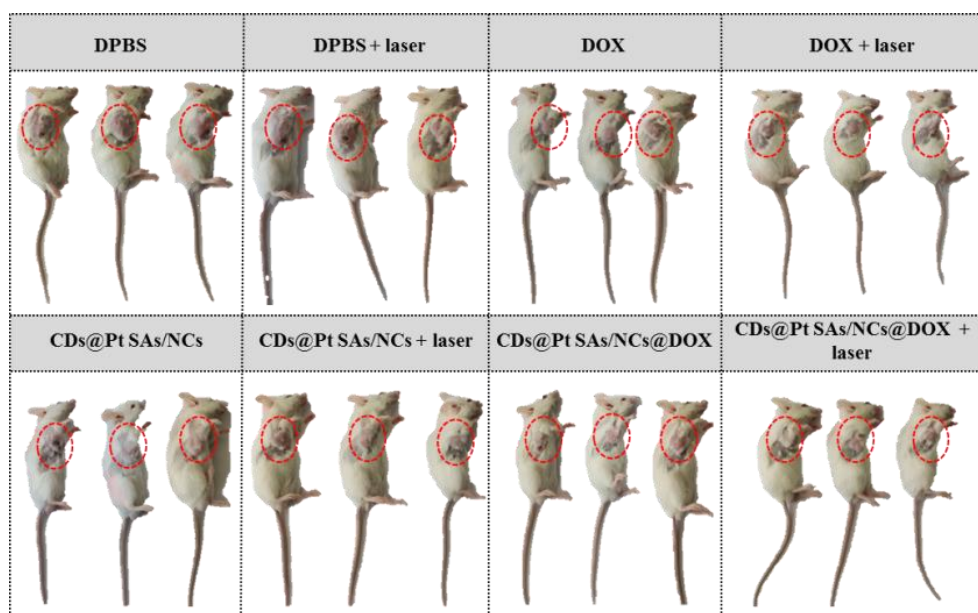 DPBS
DPBS + laser
DOX
DOX + laser
CDs@Pt SAs/NCs
CDs@Pt SAs/NCs + laser
CDs@Pt SAs/NCs@DOX
CDs@Pt SAs/NCs@DOX +
laser